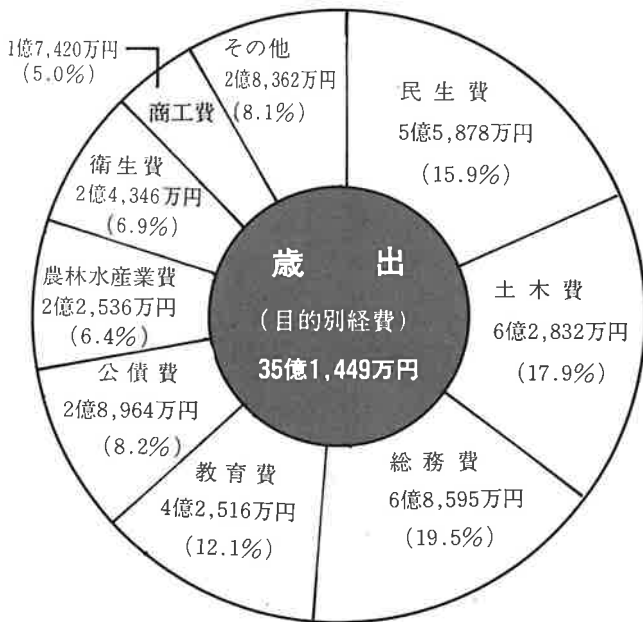 歳出
(目的別経費)
35億1,449万円
民生費
5億5,878万円
(15.9%)
土木費
6億2,832万円
(17.9%)
総務費
6億8,595万円
(19.5%)
教育費
4億2,516万円
(12.1%)
公債費
2億8,964万円
(8.2%)
農林水産業費
2億2,536万円
(6.4%)
衛生費
2億4,346万円
(6.9%)
1億7,420万円
(5.0%)
商工費
その他
2億8,362万円
(8.1%)